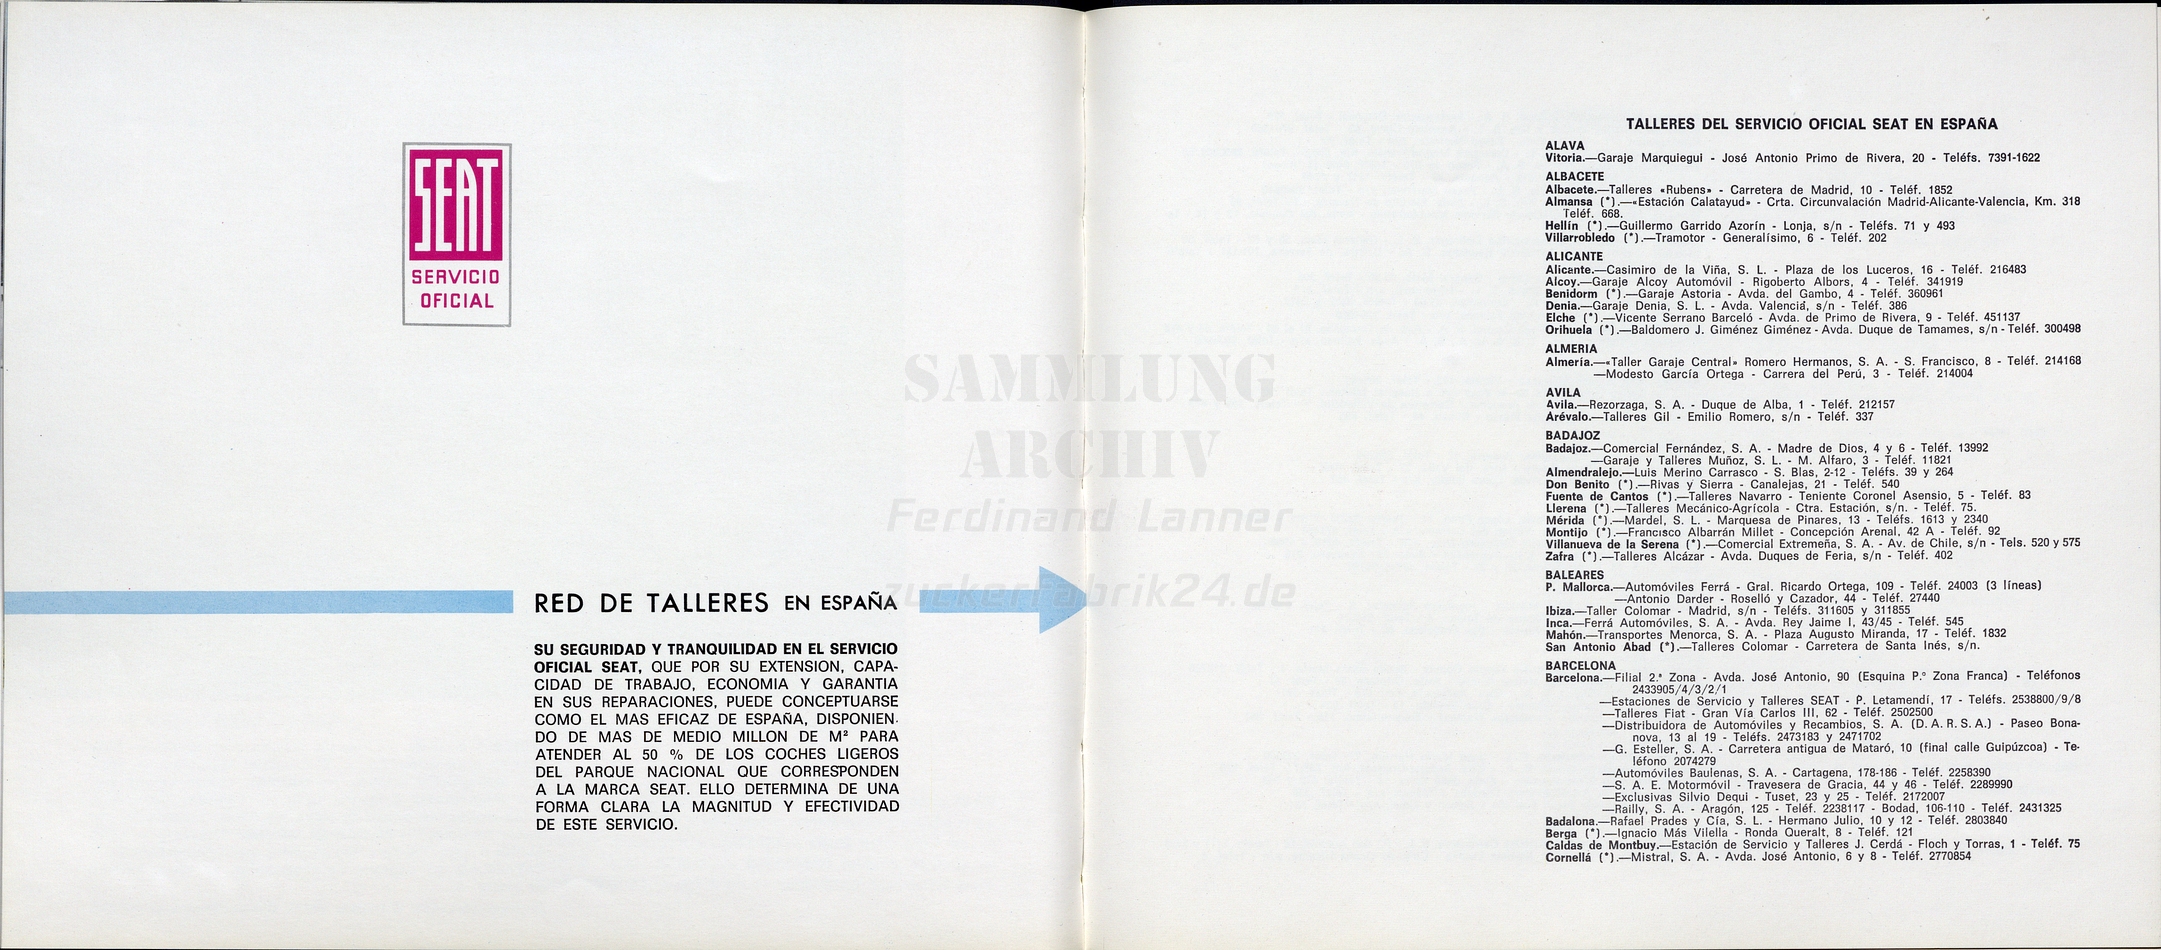 SEAT
SERVICIO
OFICIAL
RED DE TALLERES EN ESPAÑA
SU SEGURIDAD Y TRANQUILIDAD EN EL SERVICIO
OFICIAL SEAT, QUE POR SU EXTENSION, CAPA-
CIDAD DE TRABAJO, ECONOMIA Y GARANTIA
EN SUS REPARACIONES, PUEDE CONCEPTUARSE
COMO EL MAS EFICAZ DE ESPAÑA, DISPONIEN-
DO DE MAS DE MEDIO MILLON DE M² PARA
ATENDER AL 50 % DE LOS COCHES LIGEROS
DEL PARQUE NACIONAL QUE CORRESPONDEN
A LA MARCA SEAT. ELLO DETERMINA DE UNA
FORMA CLARA LA MAGNITUD Y EFECTIVIDAD
DE ESTE SERVICIO.
SAMMLUNG
ARCHIV
Ferdinand Lanner
zuckerfabrik24.de
TALLERES DEL SERVICIO OFICIAL SEAT EN ESPAÑA
ALAVA
Vitoria.—Garaje Marquiegui - José Antonio Primo de Rivera, 20 - Teléfs. 7391-1622
ALBACETE
Albacete.—Talleres «Rubens» - Carretera de Madrid, 10 - Teléf. 1852
Almansa (*).—«Estación Calatayud» - Crta. Circunvalación Madrid-Alicante-Valencia, Km. 318
Teléf. 668.
Hellín (*).—Guillermo Garrido Azorín - Lonja, s/n - Teléfs. 71 y 493
Villarrobledo (*).—Tramotor - Generalísimo, 6 - Teléf. 202
ALICANTE
Alicante.—Casimiro de la Viña, S. L. - Plaza de los Luceros, 16 - Teléf. 216483
Alcoy.—Garaje Alcoy Automóvil - Rigoberto Albors, 4 - Teléf. 341919
Benidorm (*).—Garaje Astoria - Avda. del Gambo, 4 - Teléf. 360961
Denia.—Garaje Denia, S. L. - Avda. Valencia, s/n - Teléf. 386
Elche (*).—Vicente Serrano Barceló - Avda. de Primo de Rivera, 9 - Teléf. 451137
Orihuela (*).—Baldomero J. Giménez Giménez - Avda. Duque de Tamames, s/n - Teléf. 300498
ALMERIA
Almería.—«Taller Garaje Central» Romero Hermanos, S. A. - S. Francisco, 8 - Teléf. 214168
—Modesto García Ortega - Carrera del Perú, 3 - Teléf. 214004
AVILA
Avila.—Rezorzaga, S. A. - Duque de Alba, 1 - Teléf. 212157
Arévalo.—Talleres Gil - Emilio Romero, s/n - Teléf. 337
BADAJOZ
Badajoz.—Comercial Fernández, S. A. - Madre de Dios, 4 y 6 - Teléf. 13992
—Garaje y Talleres Muñoz, S. L. - M. Alfaro, 3 - Teléf. 11821
Almendralejo.—Luis Merino Carrasco - S. Blas, 2-12 - Teléfs. 39 y 264
Don Benito (*).—Rivas y Sierra - Canalejas, 21 - Teléf. 540
Fuente de Cantos (*).—Talleres Navarro - Teniente Coronel Asensio, 5 - Teléf. 83
Llerena (*).—Talleres Mecánico-Agrícola - Ctra. Estación, s/n. - Teléf. 75.
Mérida (*).—Mardel, S. L. - Marquesa de Pinares, 13 - Teléfs. 1613 y 2340
Montijo (*).—Francisco Albarrán Millet - Concepción Arenal, 42 A - Teléf. 92
Villanueva de la Serena (*).—Comercial Extremeña, S. A. - Av. de Chile, s/n - Tels. 520 y 575
Zafra (*).—Talleres Alcázar - Avda. Duques de Feria, s/n - Teléf. 402
BALEARES
P. Mallorca.—Automóviles Ferrá - Gral. Ricardo Ortega, 109 - Teléf. 24003 (3 líneas)
—Antonio Darder - Roselló y Cazador, 44 - Teléf. 27440
Ibiza.—Taller Colomar - Madrid, s/n - Teléfs. 311605 y 311855
Inca.—Ferrá Automóviles, S. A. - Avda. Rey Jaime I, 43/45 - Teléf. 545
Mahón.—Transportes Menorca, S. A. - Plaza Augusto Miranda, 17 - Teléf. 1832
San Antonio Abad (*).—Talleres Colomar - Carretera de Santa Inés, s/n.
BARCELONA
Barcelona.—Filial 2.ª Zona - Avda. José Antonio, 90 (Esquina P.º Zona Franca) - Teléfonos
2433905/4/3/2/1
—Estaciones de Servicio y Talleres SEAT - P. Letamendí, 17 - Teléfs. 2538800/9/8
—Talleres Fiat - Gran Vía Carlos III, 62 - Teléf. 2502500
—Distribuidora de Automóviles y Recambios, S. A. (D. A. R. S. A.) - Paseo Bona-
nova, 13 al 19 - Teléfs. 2473183 y 2471702
—G. Esteller, S. A. - Carretera antigua de Mataró, 10 (final calle Guipúzcoa) - Te-
léfono 2074279
—Automóviles Baulenas, S. A. - Cartagena, 178-186 - Teléf. 2258390
—S. A. E. Motormóvil - Travesera de Gracia, 44 y 46 - Teléf. 2289990
—Exclusivas Silvio Dequi - Tuset, 23 y 25 - Teléf. 2172007
—Railly, S. A. - Aragón, 125 - Teléf. 2238117 - Bodad, 106-110 - Teléf. 2431325
Badalona.—Rafael Prades y Cía, S. L. - Hermano Julio, 10 y 12 - Teléf. 2803840
Berga (*).—Ignacio Más Vilella - Ronda Queralt, 8 - Teléf. 121
Caldas de Montbuy.—Estación de Servicio y Talleres J. Cerdá - Floch y Torras, 1 - Teléf. 75
Cornellá (*).—Mistral, S. A. - Avda. José Antonio, 6 y 8 - Teléf. 2770854